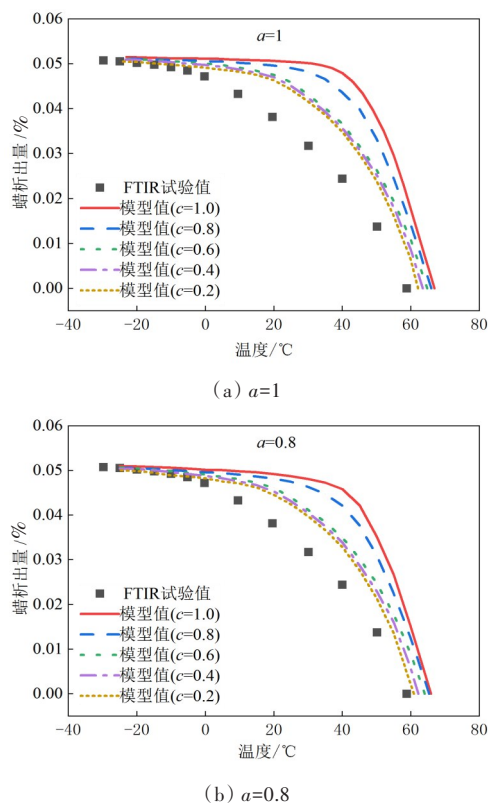 0.06
a=1
0.05
0.04
0.03
0.02
0.01
0.00
蜡析出量/%
FTIR试验值
模型值(c=1.0)
模型值(c=0.8)
模型值(c=0.6)
模型值(c=0.4)
模型值(c=0.2)
-40 -20 0 20 40 60 80
温度/℃
(a) a=1
0.06
a=0.8
0.05
0.04
0.03
0.02
0.01
0.00
蜡析出量/%
FTIR试验值
模型值(c=1.0)
模型值(c=0.8)
模型值(c=0.6)
模型值(c=0.4)
模型值(c=0.2)
-40 -20 0 20 40 60 80
温度/℃
(b) a=0.8